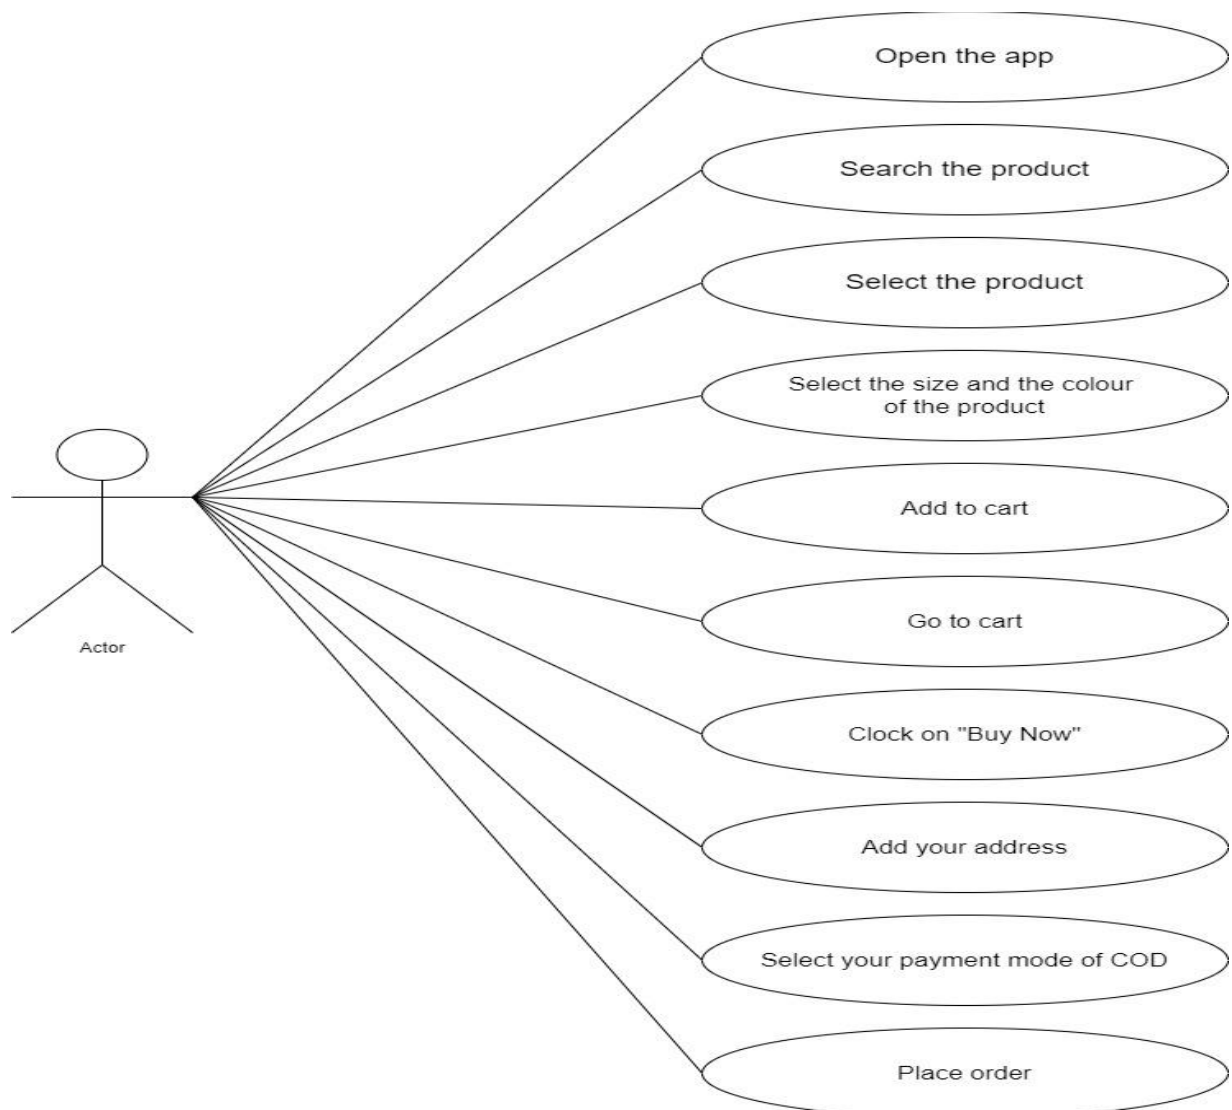 Open the app
Search the product
Select the product
Select the size and the colour
of the product
Add to cart
Go to cart
Actor
Clock on "Buy Now"
Add your address
Select your payment mode of COD
Place order